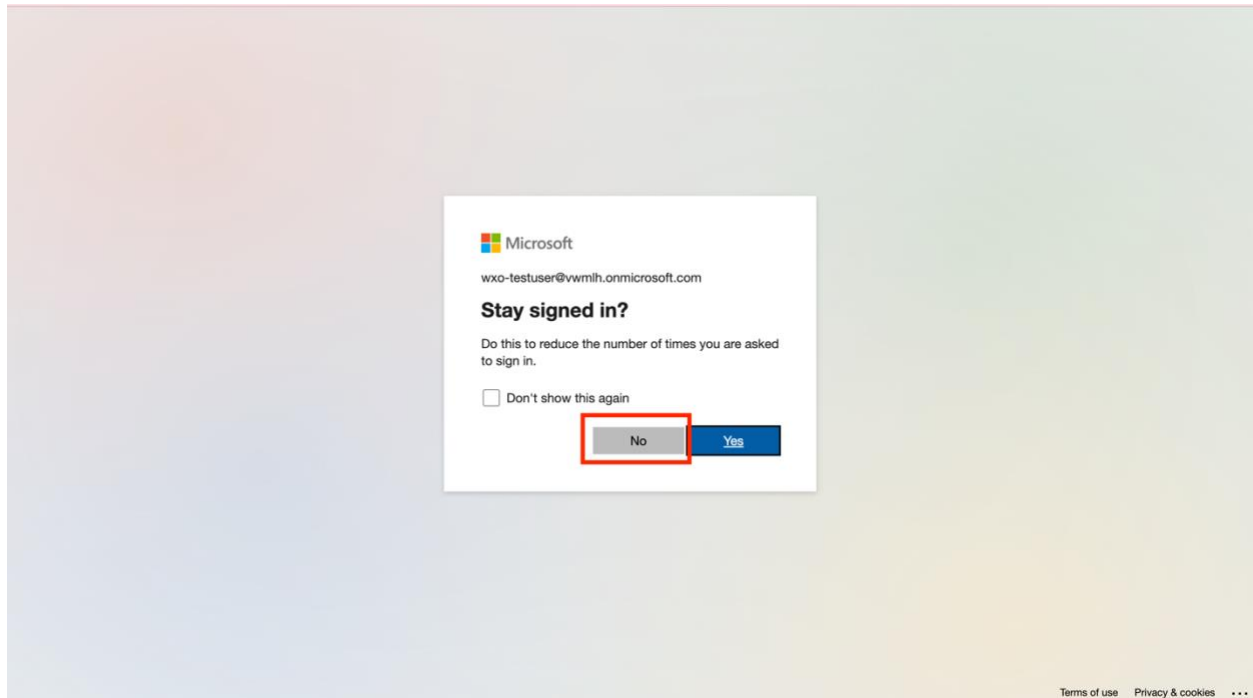 Microsoft
wxo-testuser@vwmlh.onmicrosoft.com
Stay signed in?
Do this to reduce the number of times you are asked
to sign in.
Don't show this again
No Yes
Terms of use Privacy & cookies ...